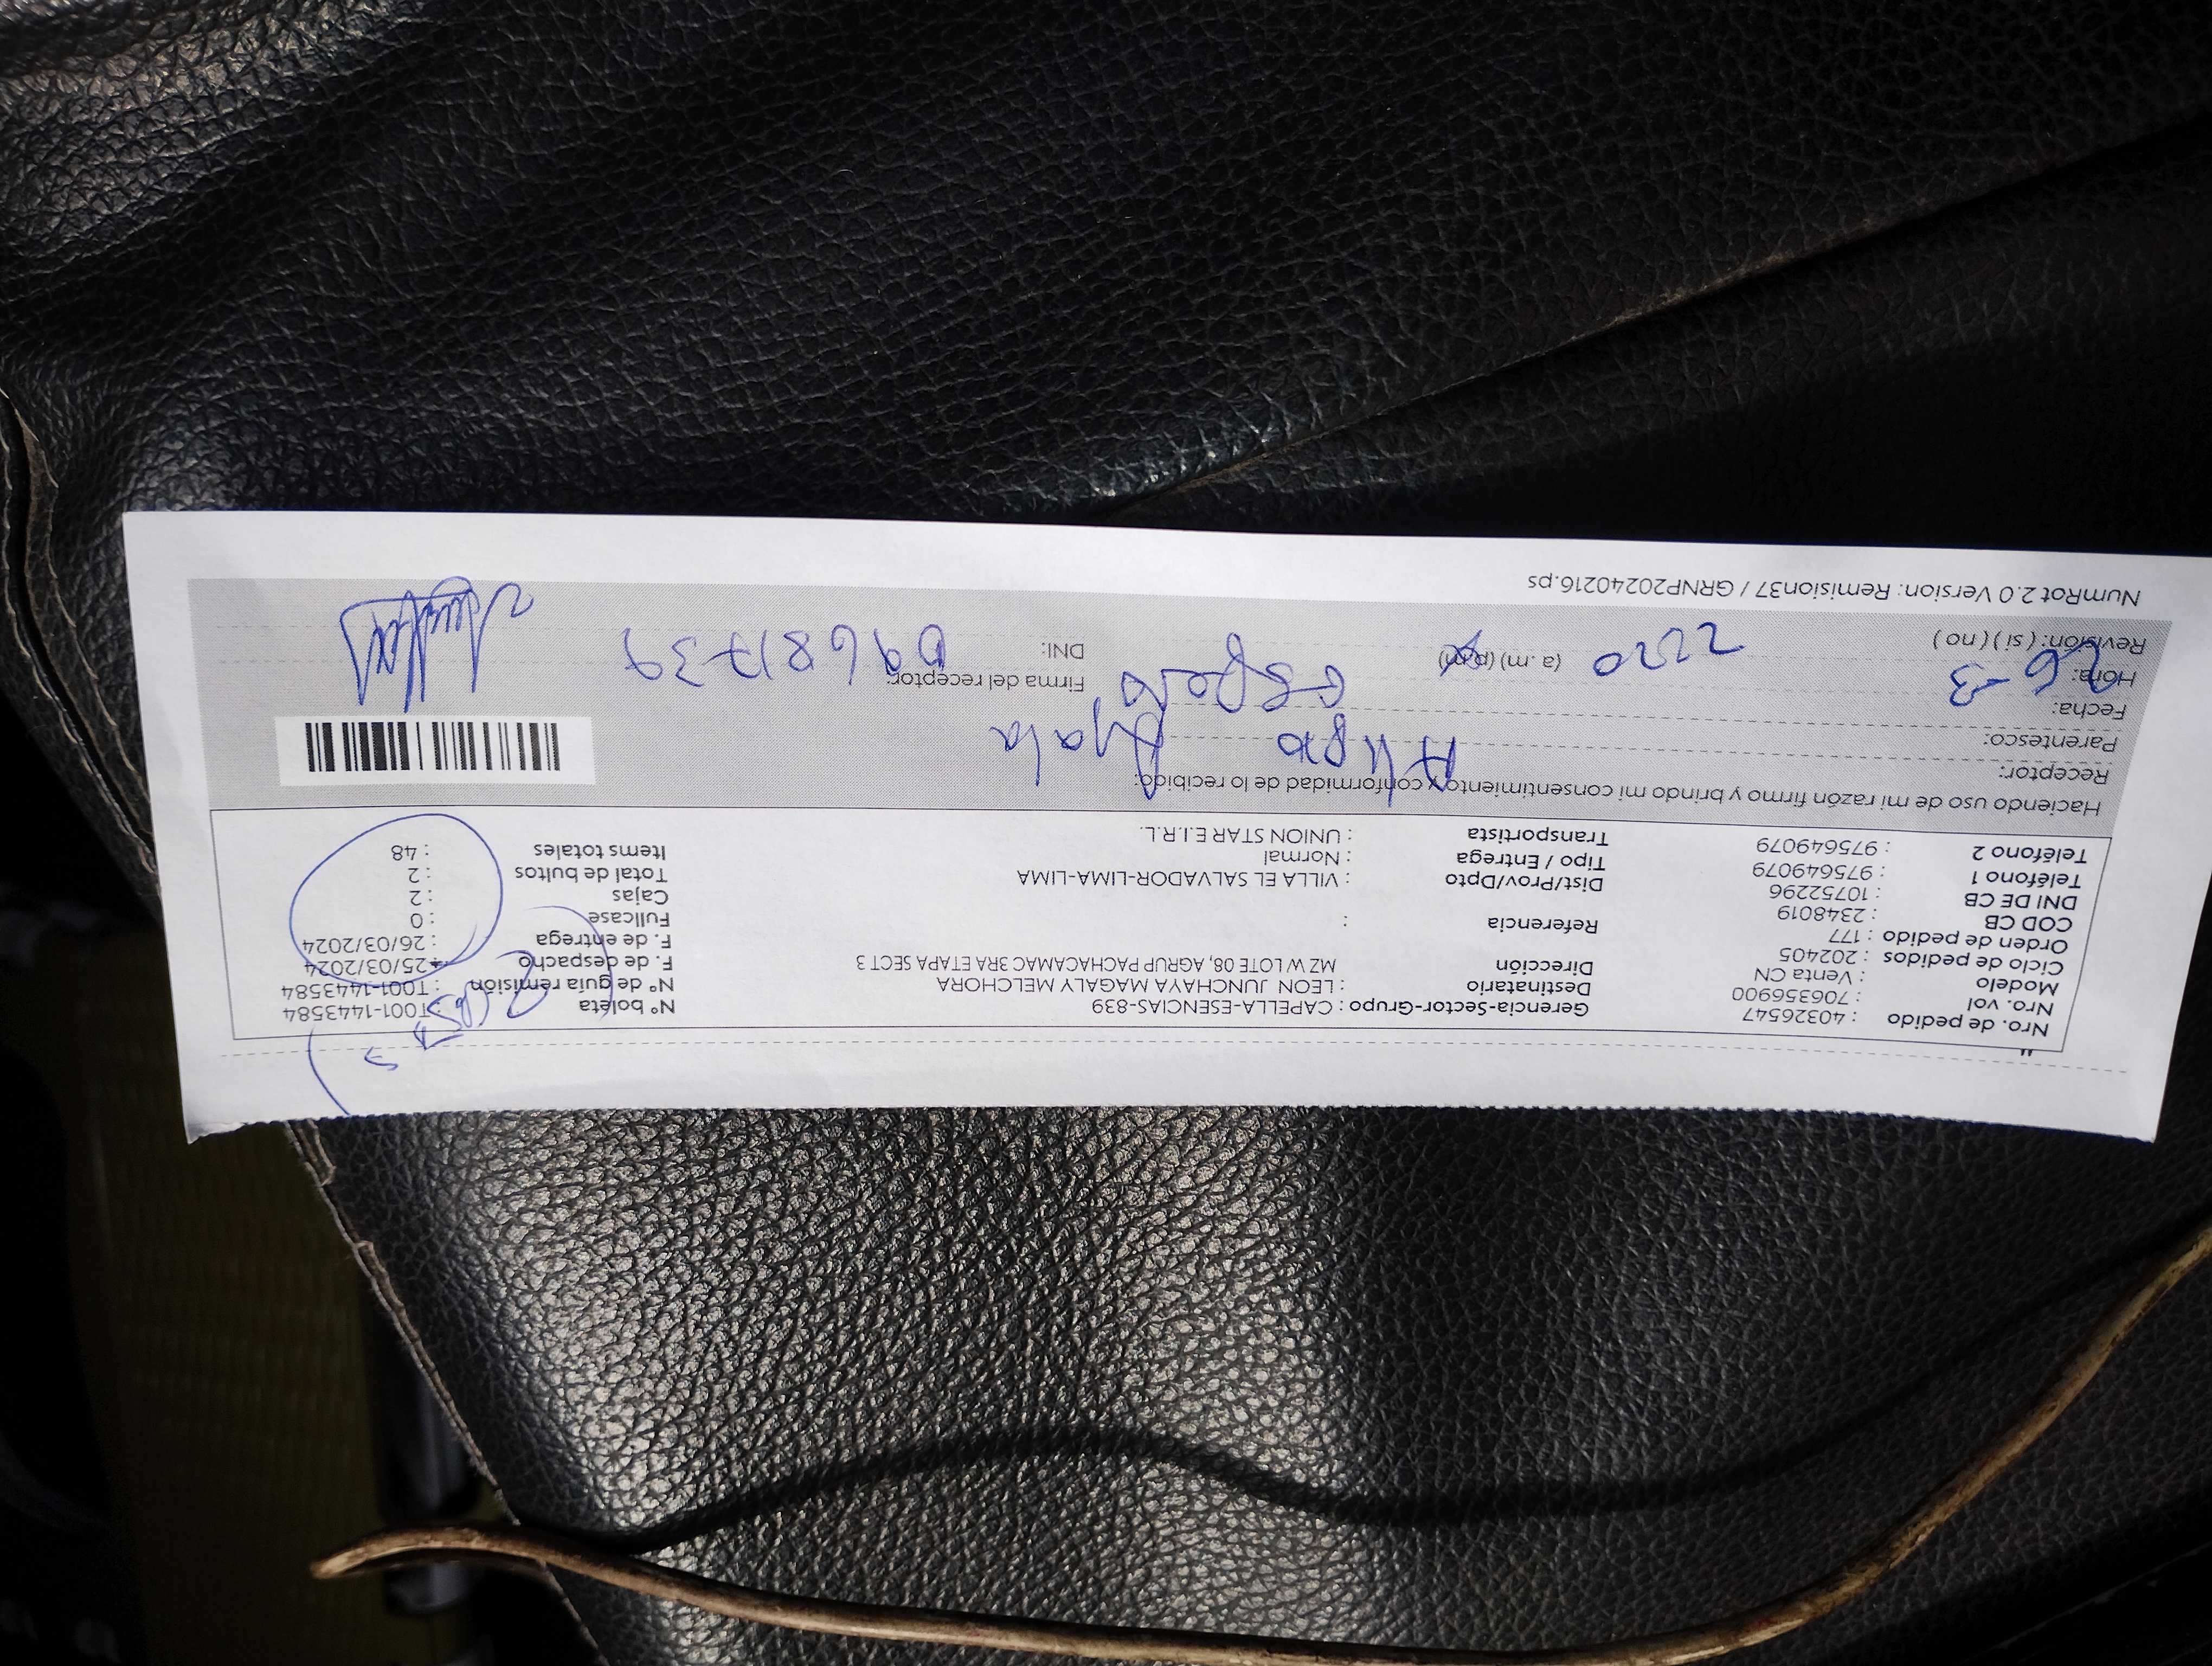 Nro. de pedido : 40326547
Nro. vol : 706356900
Modelo : Venta CN
Ciclo de pedidos : 202405
Orden de pedido : 177
COD CB : 2348019
DNI DE CB : 10752296
Teléfono 1 : 975649079
Teléfono 2 : 975649079
Gerencia-Sector-Grupo : CAPELLA-ESENCIAS-839
Destinatario : LEON JUNCHAYA MAGALY MELCHORA
Dirección MZ W LOTE 08, AGRUP PACHACAMAC 3RA ETAPA SECT 3
Referencia :
Dist/Prov/Dpto : VILLA EL SALVADOR-LIMA-LIMA
Tipo / Entrega : Normal
Transportista : UNION STAR E.I.R.L.
N° boleta : T001-1443584
N° de guía remisión : T001-1443584
F. de despacho : 25/03/2024
F. de entrega : 26/03/2024
Fullcase : 0
Cajas : 2
Total de bultos : 2
Items totales : 48
Haciendo uso de mi razón firmo y brindo mi consentimiento y conformidad de lo recibido:
Receptor: Ayala
Parentesco: esposo
Fecha: 26-3
Hora: 2220 (a.m) (p.m)
Revisión: ( si ) ( no )
Firma del receptor:
DNI: 09681739
NumRot 2.0 Version: Remision37 / GRNP20240216.ps